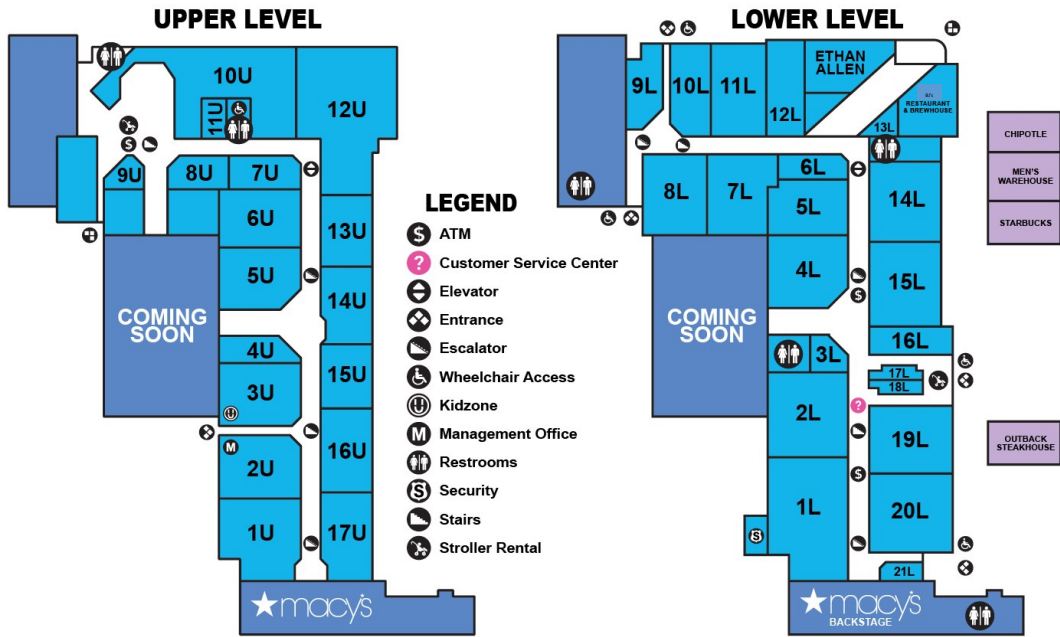 UPPER LEVEL
10U
11U
12U
9U
8U
7U
6U
13U
5U
COMING
SOON
14U
4U
3U
15U
M
2U
16U
1U
17U
macy's
LEGEND
$ ATM
? Customer Service Center
Elevator
Entrance
Escalator
Wheelchair Access
Kidzone
M Management Office
Restrooms
S Security
Stairs
Stroller Rental
LOWER LEVEL
9L
10L
11L
12L
ETHAN
ALLEN
BJ's
RESTAURANT
& BREWHOUSE
13L
8L
7L
6L
5L
14L
4L
15L
COMING
SOON
16L
3L
17L
18L
2L
?
19L
$
1L
20L
S
21L
macy's
BACKSTAGE
CHIPOTLE
MEN'S
WAREHOUSE
STARBUCKS
OUTBACK
STEAKHOUSE